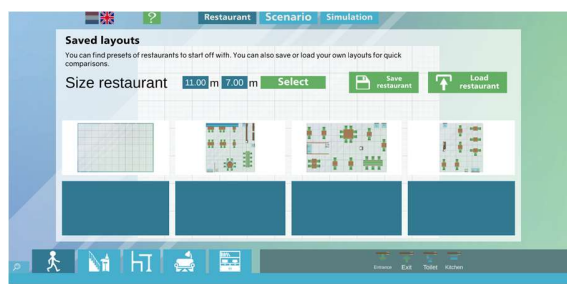 ?
Restaurant Scenario Simulation
Saved layouts
You can find presets of restaurants to start off with. You can also save or load your own layouts for quick
comparisons.
Size restaurant 11.00 m 7.00 m Select
Save
restaurant
Load
restaurant
Entrance Exit Toilet Kitchen